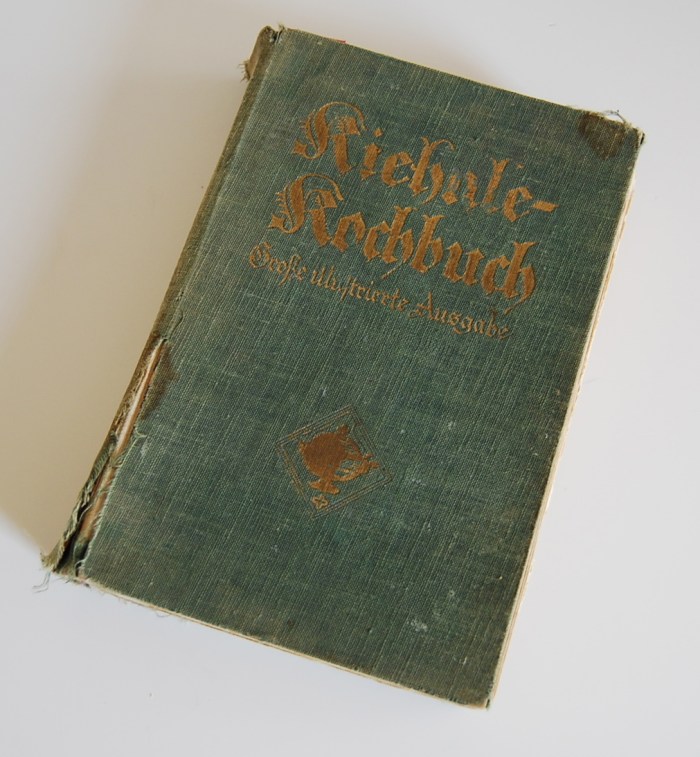 Kiehnle-
Kochbuch
Große illustrierte Ausgabe